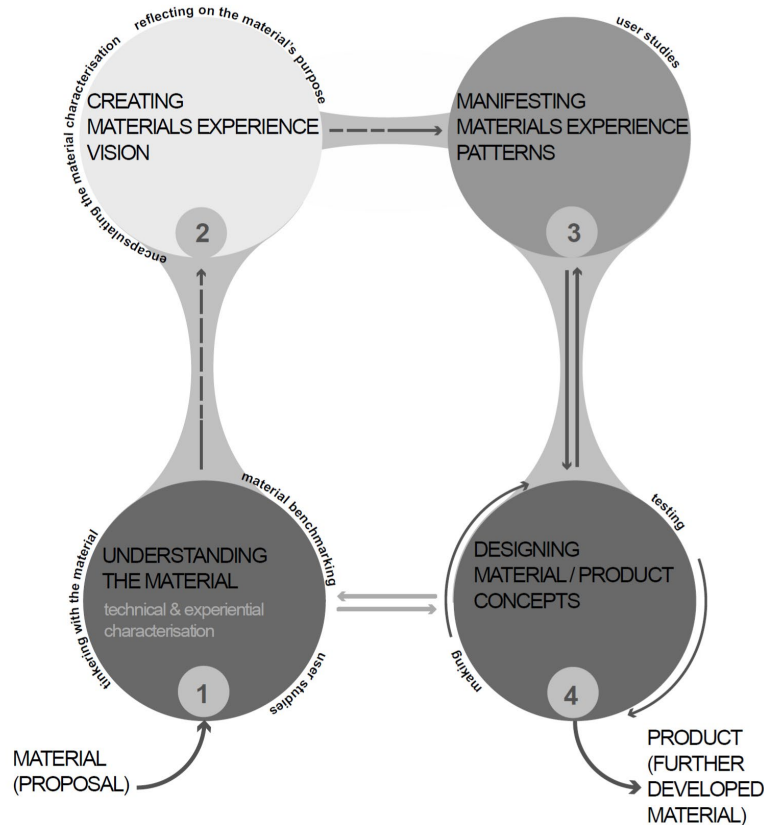 reflecting on the material's purpose
encapsulating the material characterisation
CREATING
MATERIALS EXPERIENCE
VISION
2
user studies
MANIFESTING
MATERIALS EXPERIENCE
PATTERNS
3
tinkering with the material
material benchmarking
user studies
UNDERSTANDING
THE MATERIAL
technical & experiential
characterisation
1
testing
making
DESIGNING
MATERIAL / PRODUCT
CONCEPTS
4
MATERIAL
(PROPOSAL)
PRODUCT
(FURTHER
DEVELOPED
MATERIAL)